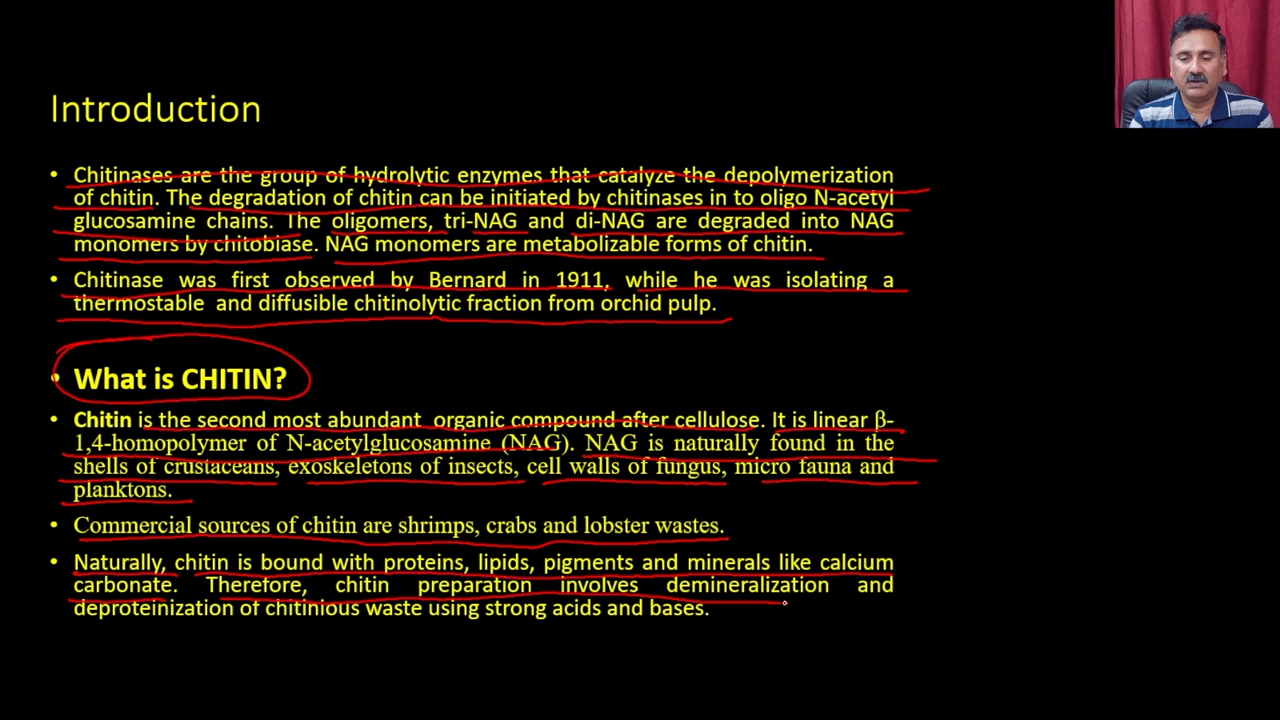 Introduction
• Chitinases are the group of hydrolytic enzymes that catalyze the depolymerization
of chitin. The degradation of chitin can be initiated by chitinases in to oligo N-acetyl
glucosamine chains. The oligomers, tri-NAG and di-NAG are degraded into NAG
monomers by chitobiase. NAG monomers are metabolizable forms of chitin.
• Chitinase was first observed by Bernard in 1911, while he was isolating a
thermostable and diffusible chitinolytic fraction from orchid pulp.
• What is CHITIN?
• Chitin is the second most abundant organic compound after cellulose. It is linear β-
1,4-homopolymer of N-acetylglucosamine (NAG). NAG is naturally found in the
shells of crustaceans, exoskeletons of insects, cell walls of fungus, micro fauna and
planktons.
• Commercial sources of chitin are shrimps, crabs and lobster wastes.
• Naturally, chitin is bound with proteins, lipids, pigments and minerals like calcium
carbonate. Therefore, chitin preparation involves demineralization and
deproteinization of chitinious waste using strong acids and bases.